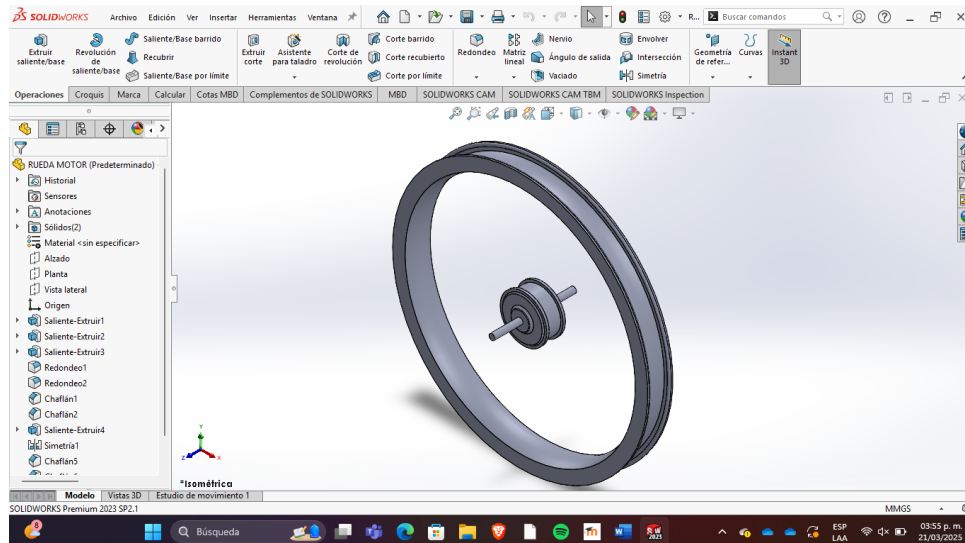 SOLIDWORKS Archivo Edición Ver Insertar Herramientas Ventana R... Buscar comandos
Extruir saliente/base
Revolución de saliente/base
Saliente/Base barrido
Recubrir
Saliente/Base por límite
Extruir corte
Asistente para taladro
Corte de revolución
Corte barrido
Corte recubierto
Corte por límite
Redondeo
Matriz lineal
Nervio
Ángulo de salida
Vaciado
Envolver
Intersección
Simetría
Geometría de refer...
Curvas
Instant 3D
Operaciones Croquis Marca Calcular Cotas MBD Complementos de SOLIDWORKS MBD SOLIDWORKS CAM SOLIDWORKS CAM TBM SOLIDWORKS Inspection
RUEDA MOTOR (Predeterminado)
Historial
Sensores
Anotaciones
Sólidos(2)
Material <sin especificar>
Alzado
Planta
Vista lateral
Origen
Saliente-Extruir1
Saliente-Extruir2
Saliente-Extruir3
Redondeo1
Redondeo2
Chaflán1
Chaflán2
Saliente-Extruir4
Simetría1
Chaflán5
Y
Z
X
*Isométrica
Modelo Vistas 3D Estudio de movimiento 1
SOLIDWORKS Premium 2023 SP2.1 MMGS
8
Búsqueda
ESP
LAA
03:55 p. m.
21/03/2025